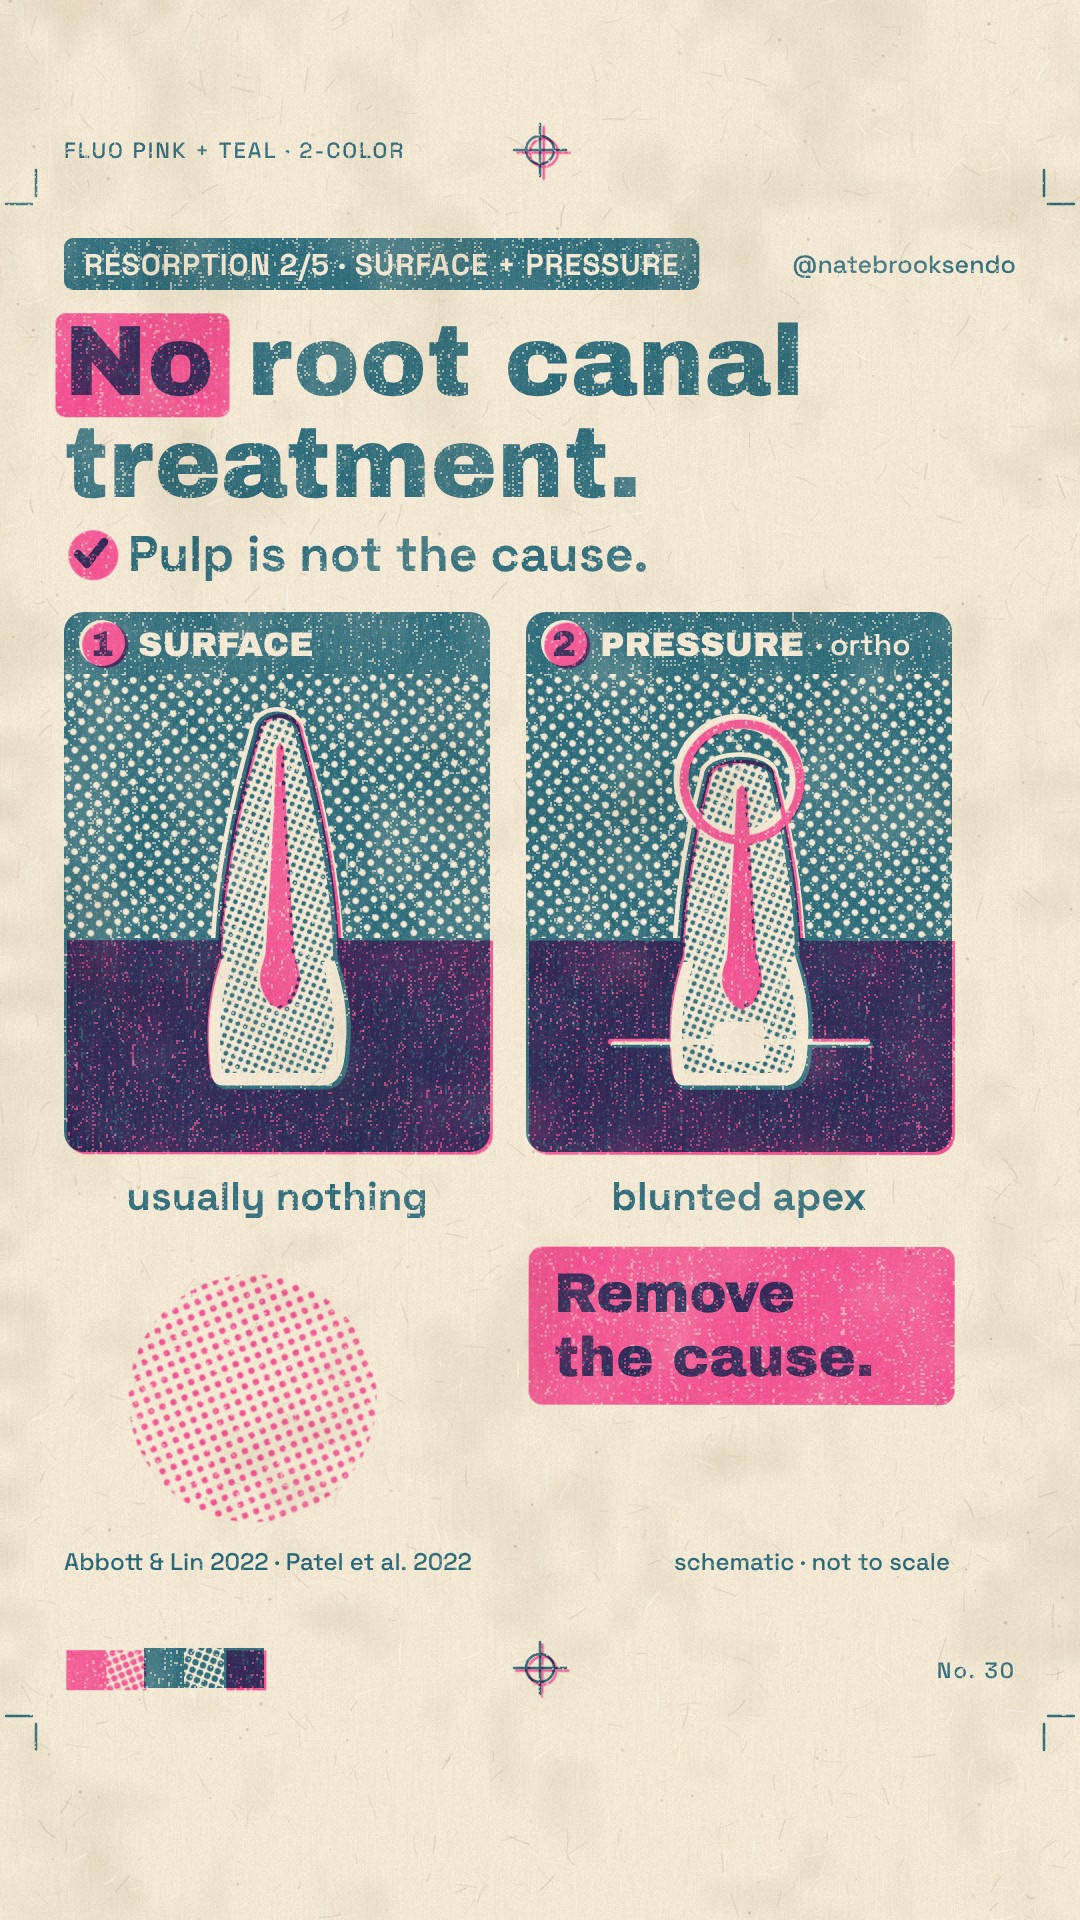 FLUO PINK + TEAL · 2-COLOR
RESORPTION 2/5 · SURFACE + PRESSURE
@natebrooksendo
No root canal
treatment.
Pulp is not the cause.
1 SURFACE
2 PRESSURE · ortho
usually nothing
blunted apex
Remove
the cause.
Abbott & Lin 2022 · Patel et al. 2022
schematic · not to scale
No. 30